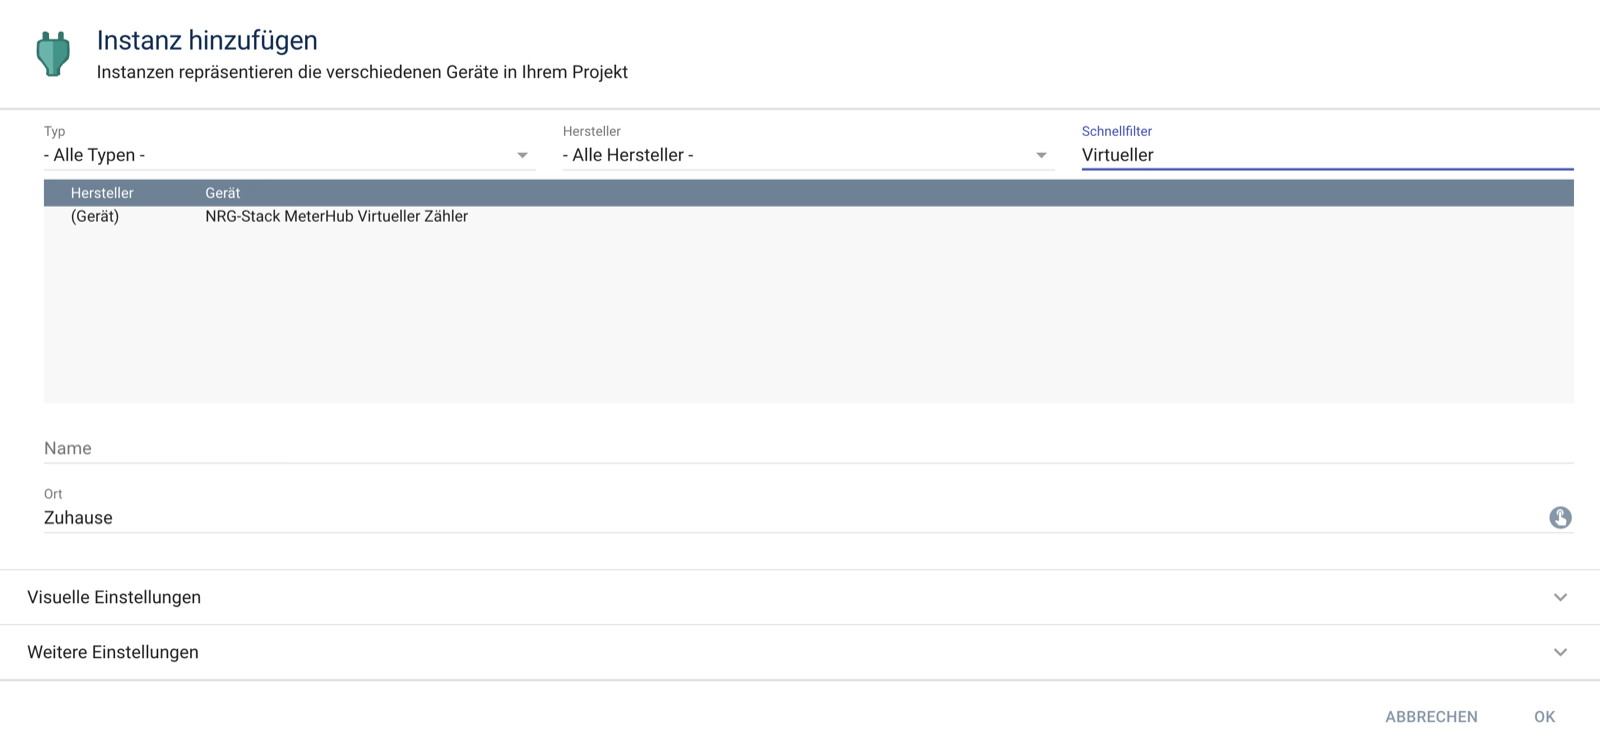 Instanz hinzufügen
Instanzen repräsentieren die verschiedenen Geräte in Ihrem Projekt
Typ
- Alle Typen -
Hersteller
- Alle Hersteller -
Schnellfilter
Virtueller
Hersteller Gerät
(Gerät) NRG-Stack MeterHub Virtueller Zähler
Name
Ort
Zuhause
Visuelle Einstellungen
Weitere Einstellungen
ABBRECHEN OK